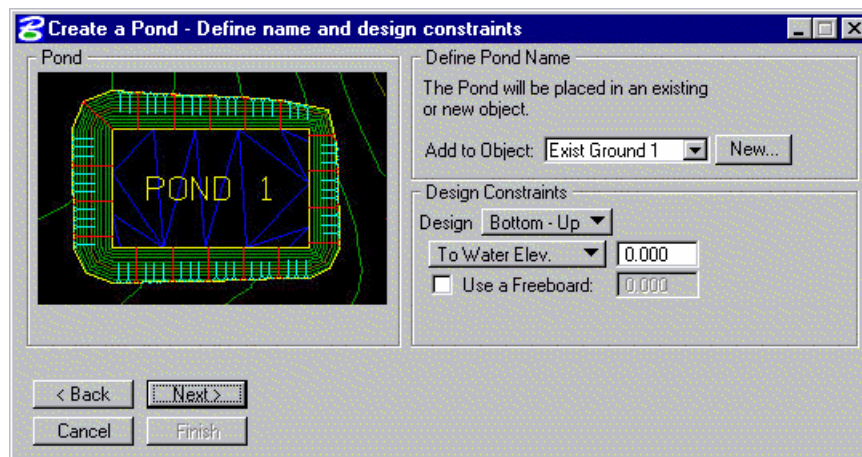 Create a Pond - Define name and design constraints
Pond
POND 1
Define Pond Name
The Pond will be placed in an existing
or new object.
Add to Object: Exist Ground 1 New...
Design Constraints
Design Bottom - Up
To Water Elev. 0.000
Use a Freeboard: 0.000
< Back Next >
Cancel Finish